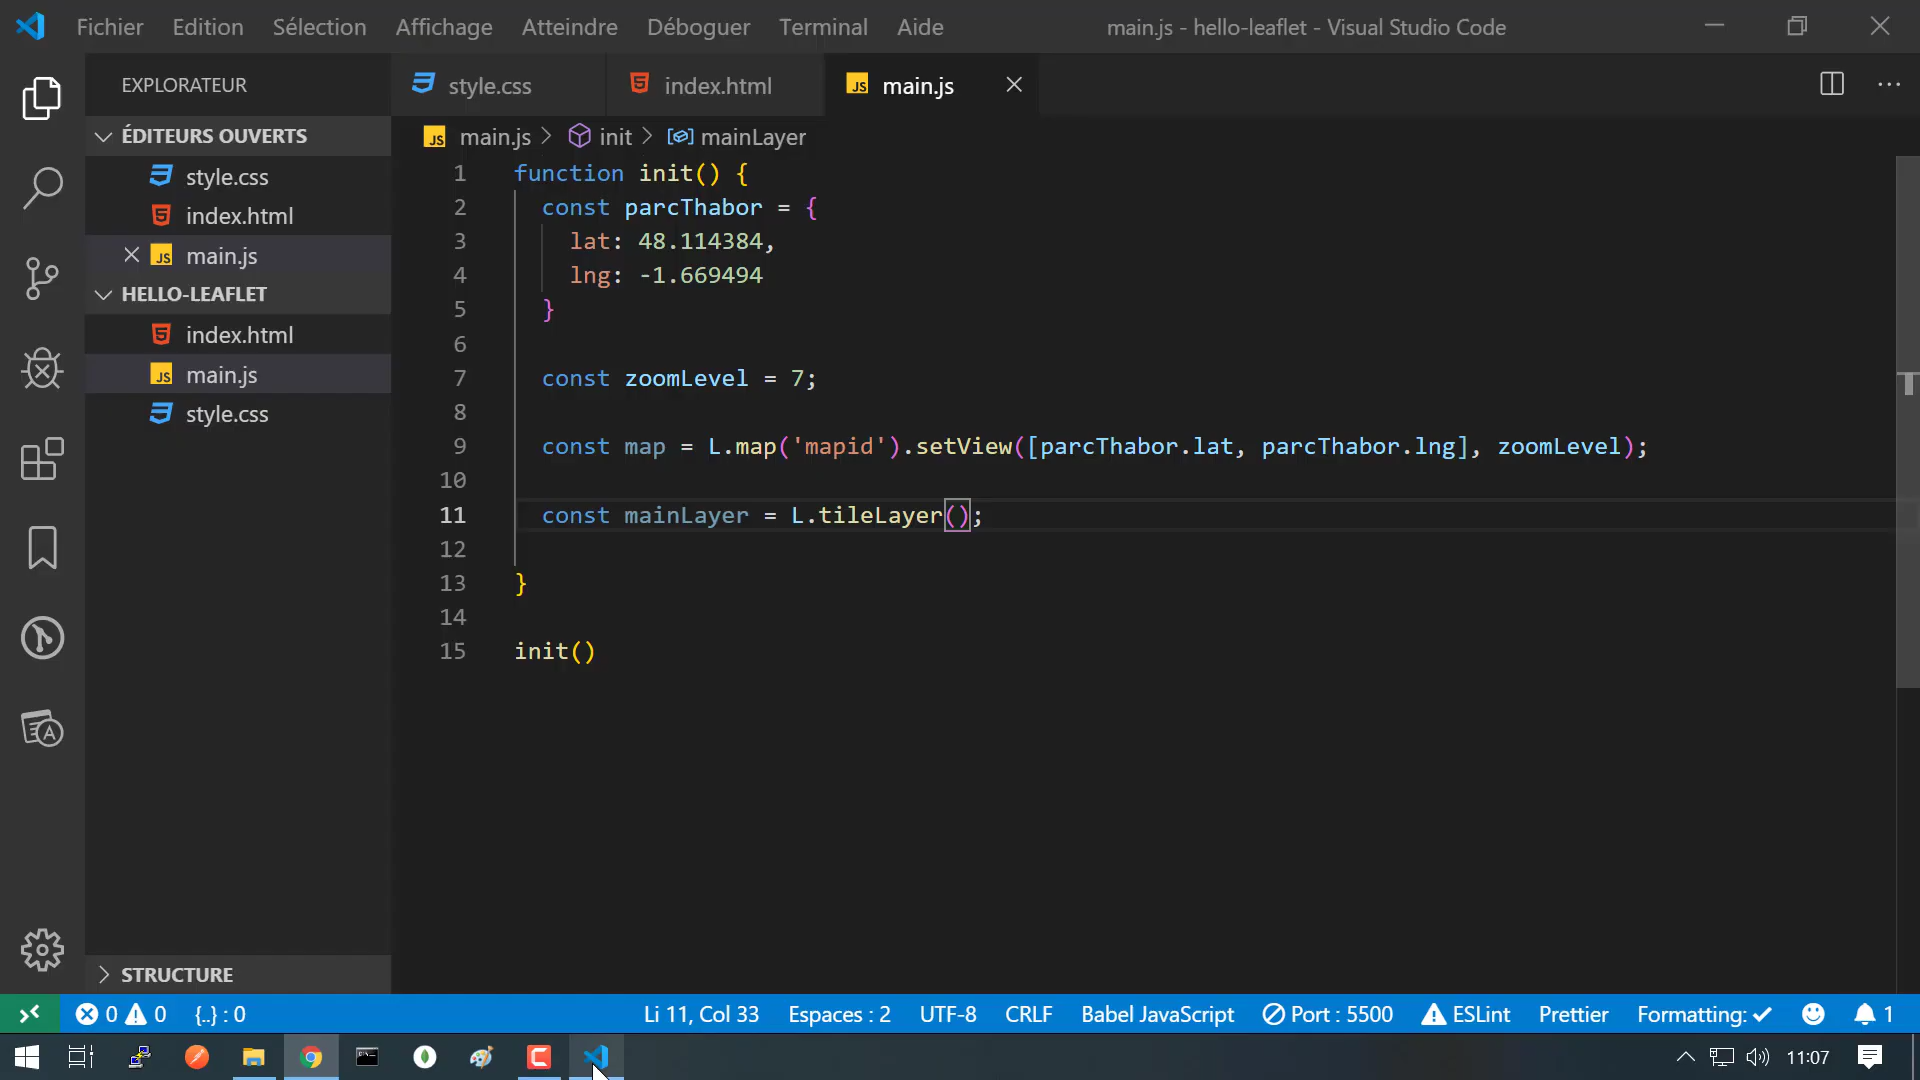 Fichier Edition Sélection Affichage Atteindre Déboguer Terminal Aide main.js - hello-leaflet - Visual Studio Code
EXPLORATEUR
style.css index.html JS main.js
ÉDITEURS OUVERTS
style.css
index.html
JS main.js
HELLO-LEAFLET
index.html
JS main.js
style.css
STRUCTURE
JS main.js > init > mainLayer
1 function init() {
2 const parcThabor = {
3 lat: 48.114384,
4 lng: -1.669494
5 }
6
7 const zoomLevel = 7;
8
9 const map = L.map('mapid').setView([parcThabor.lat, parcThabor.lng], zoomLevel);
10
11 const mainLayer = L.tileLayer();
12
13 }
14
15 init()
0 0 {..} : 0 Li 11, Col 33 Espaces : 2 UTF-8 CRLF Babel JavaScript Port : 5500 ESLint Prettier Formatting: ✓ 1
11:07